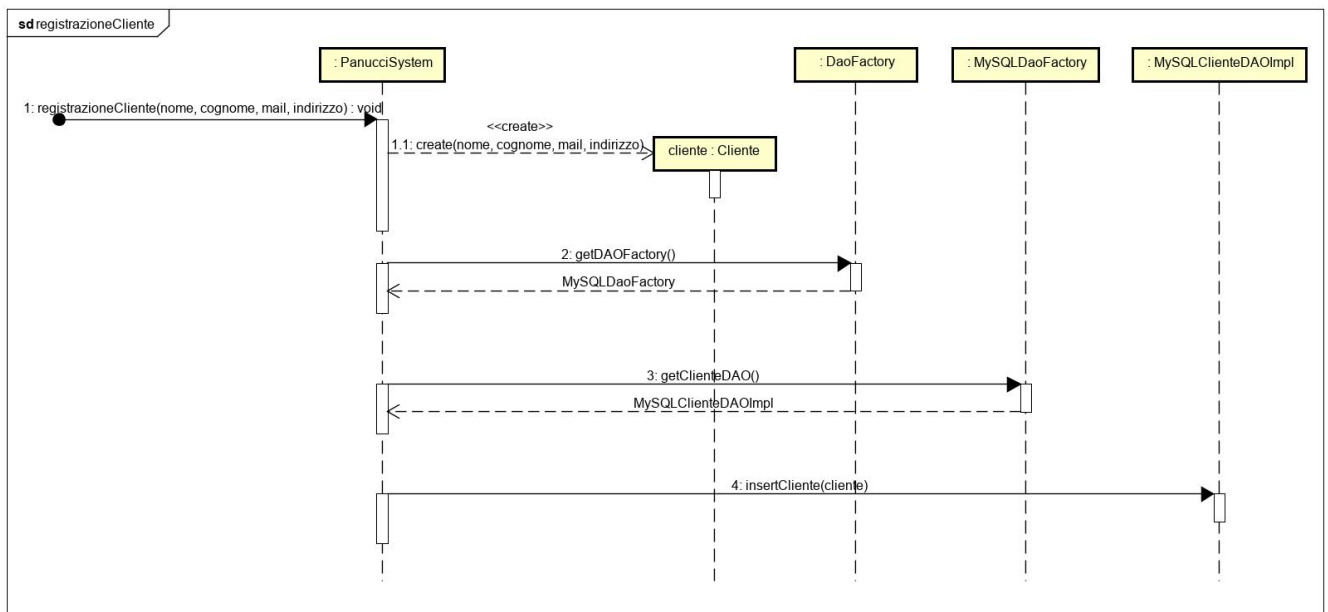 sd registrazioneCliente
: PanucciSystem
: DaoFactory
: MySQLDaoFactory
: MySQLClienteDAOImpl
1: registrazioneCliente(nome, cognome, mail, indirizzo) : void
<<create>>
1.1: create(nome, cognome, mail, indirizzo)
cliente : Cliente
2: getDAOFactory()
MySQLDaoFactory
3: getClienteDAO()
MySQLClienteDAOImpl
4: insertCliente(cliente)